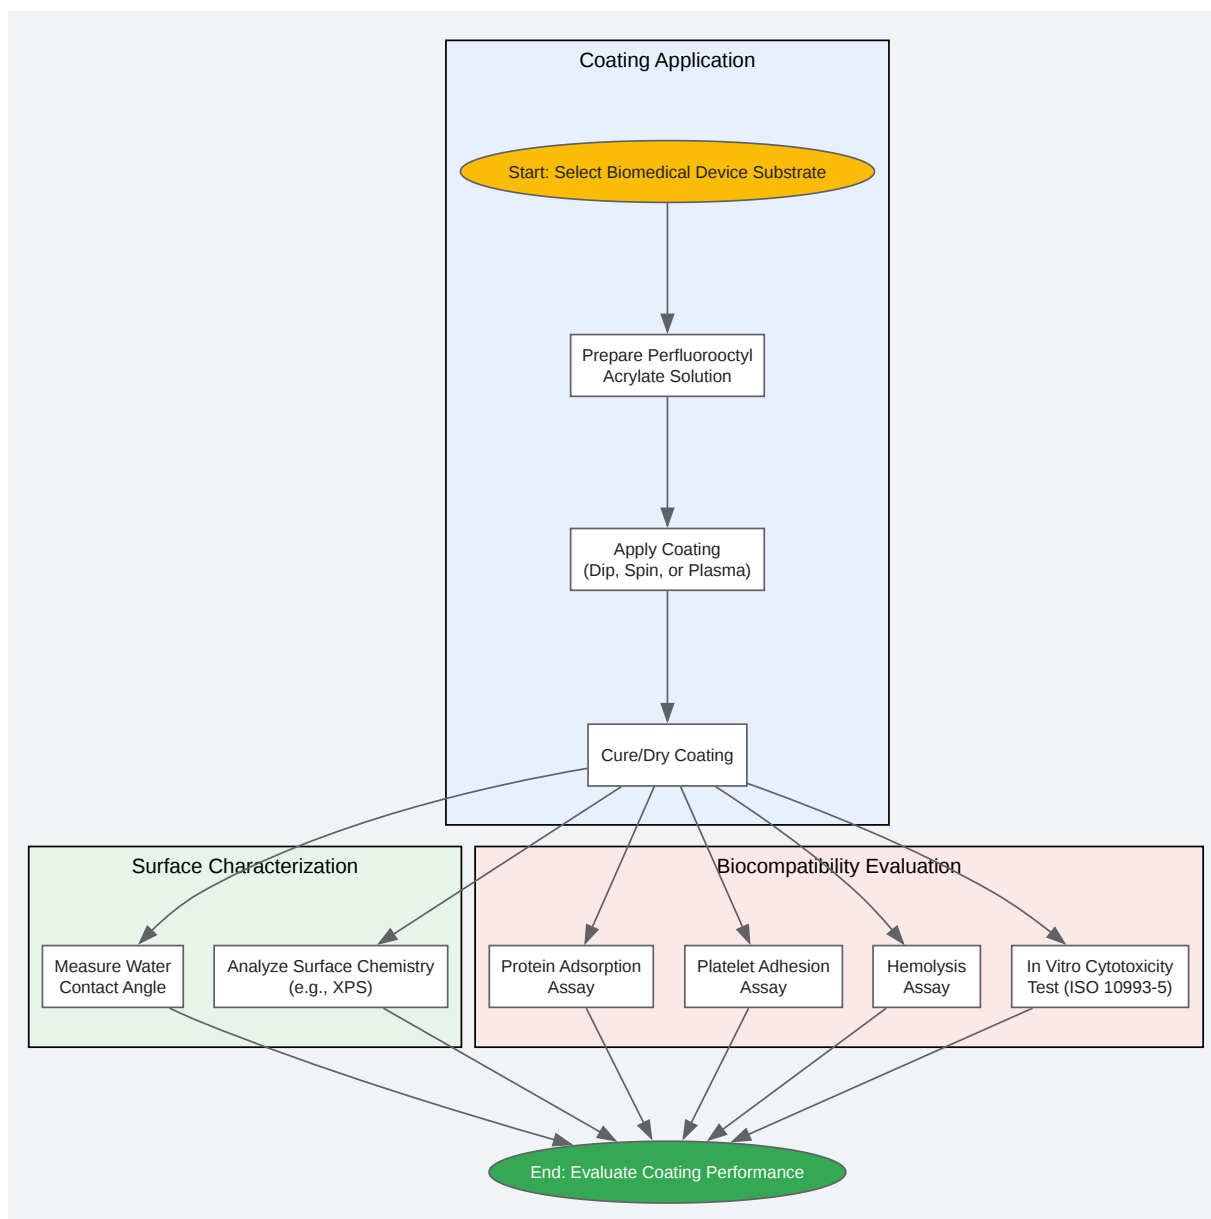 Coating Application
Start: Select Biomedical Device Substrate
Prepare Perfluorooctyl
Acrylate Solution
Apply Coating
(Dip, Spin, or Plasma)
Cure/Dry Coating
Surface Characterization
Measure Water
Contact Angle
Analyze Surface Chemistry
(e.g., XPS)
Biocompatibility Evaluation
Protein Adsorption
Assay
Platelet Adhesion
Assay
Hemolysis
Assay
In Vitro Cytotoxicity
Test (ISO 10993-5)
End: Evaluate Coating Performance